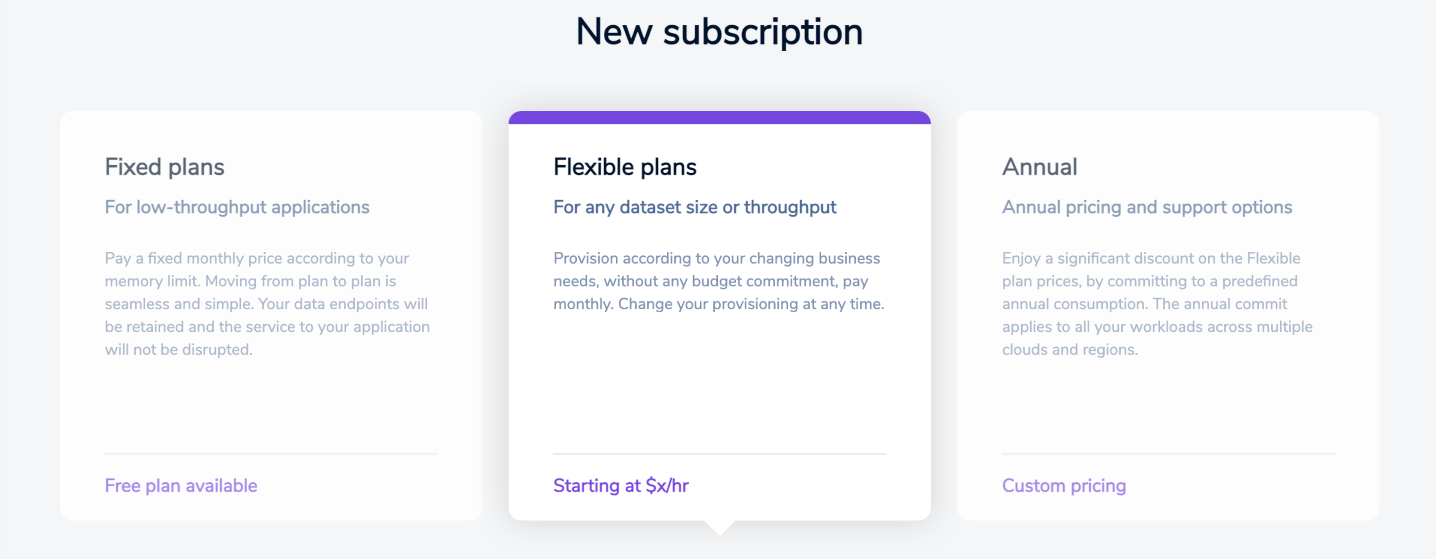 New subscription
Fixed plans
For low-throughput applications
Pay a fixed monthly price according to your
memory limit. Moving from plan to plan is
seamless and simple. Your data endpoints will
be retained and the service to your application
will not be disrupted.
Free plan available
Flexible plans
For any dataset size or throughput
Provision according to your changing business
needs, without any budget commitment, pay
monthly. Change your provisioning at any time.
Starting at $x/hr
Annual
Annual pricing and support options
Enjoy a significant discount on the Flexible
plan prices, by committing to a predefined
annual consumption. The annual commit
applies to all your workloads across multiple
clouds and regions.
Custom pricing